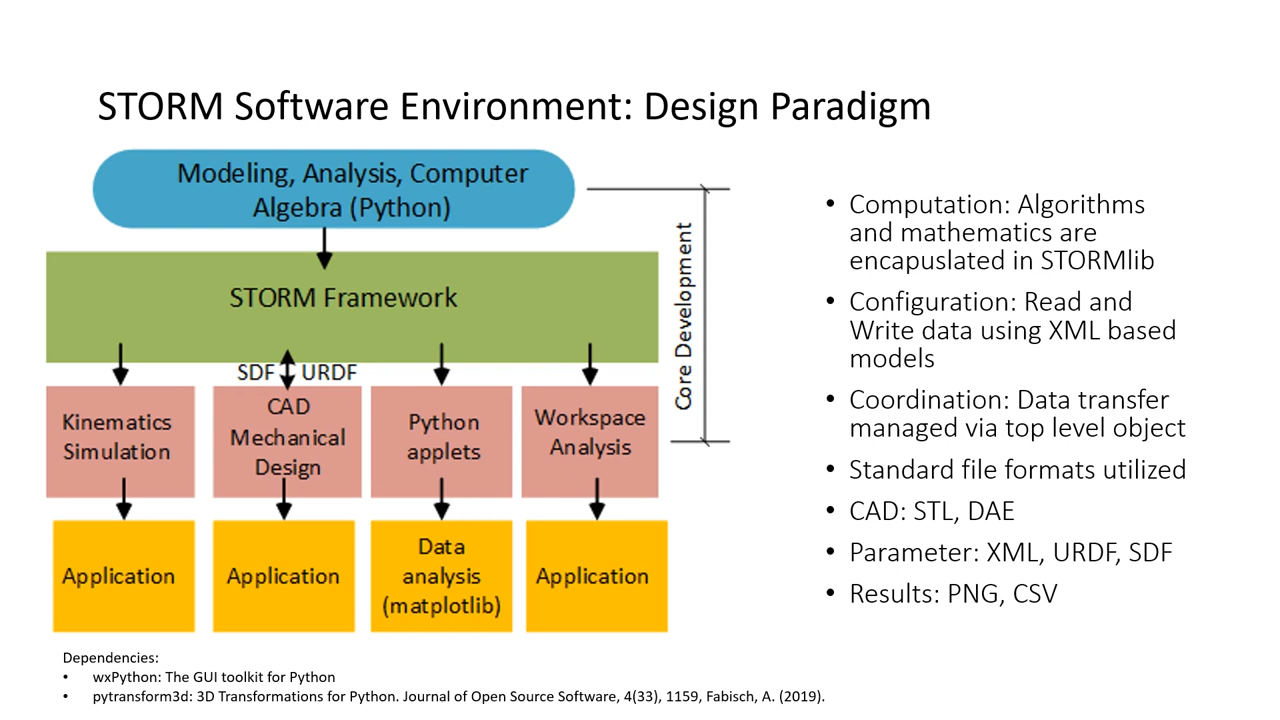 STORM Software Environment: Design Paradigm
Modeling, Analysis, Computer
Algebra (Python)
STORM Framework
SDF URDF
Kinematics
Simulation
CAD
Mechanical
Design
Python
applets
Workspace
Analysis
Application
Application
Data
analysis
(matplotlib)
Application
Core Development
• Computation: Algorithms
and mathematics are
encapuslated in STORMlib
• Configuration: Read and
Write data using XML based
models
• Coordination: Data transfer
managed via top level object
• Standard file formats utilized
• CAD: STL, DAE
• Parameter: XML, URDF, SDF
• Results: PNG, CSV
Dependencies:
• wxPython: The GUI toolkit for Python
• pytransform3d: 3D Transformations for Python. Journal of Open Source Software, 4(33), 1159, Fabisch, A. (2019).